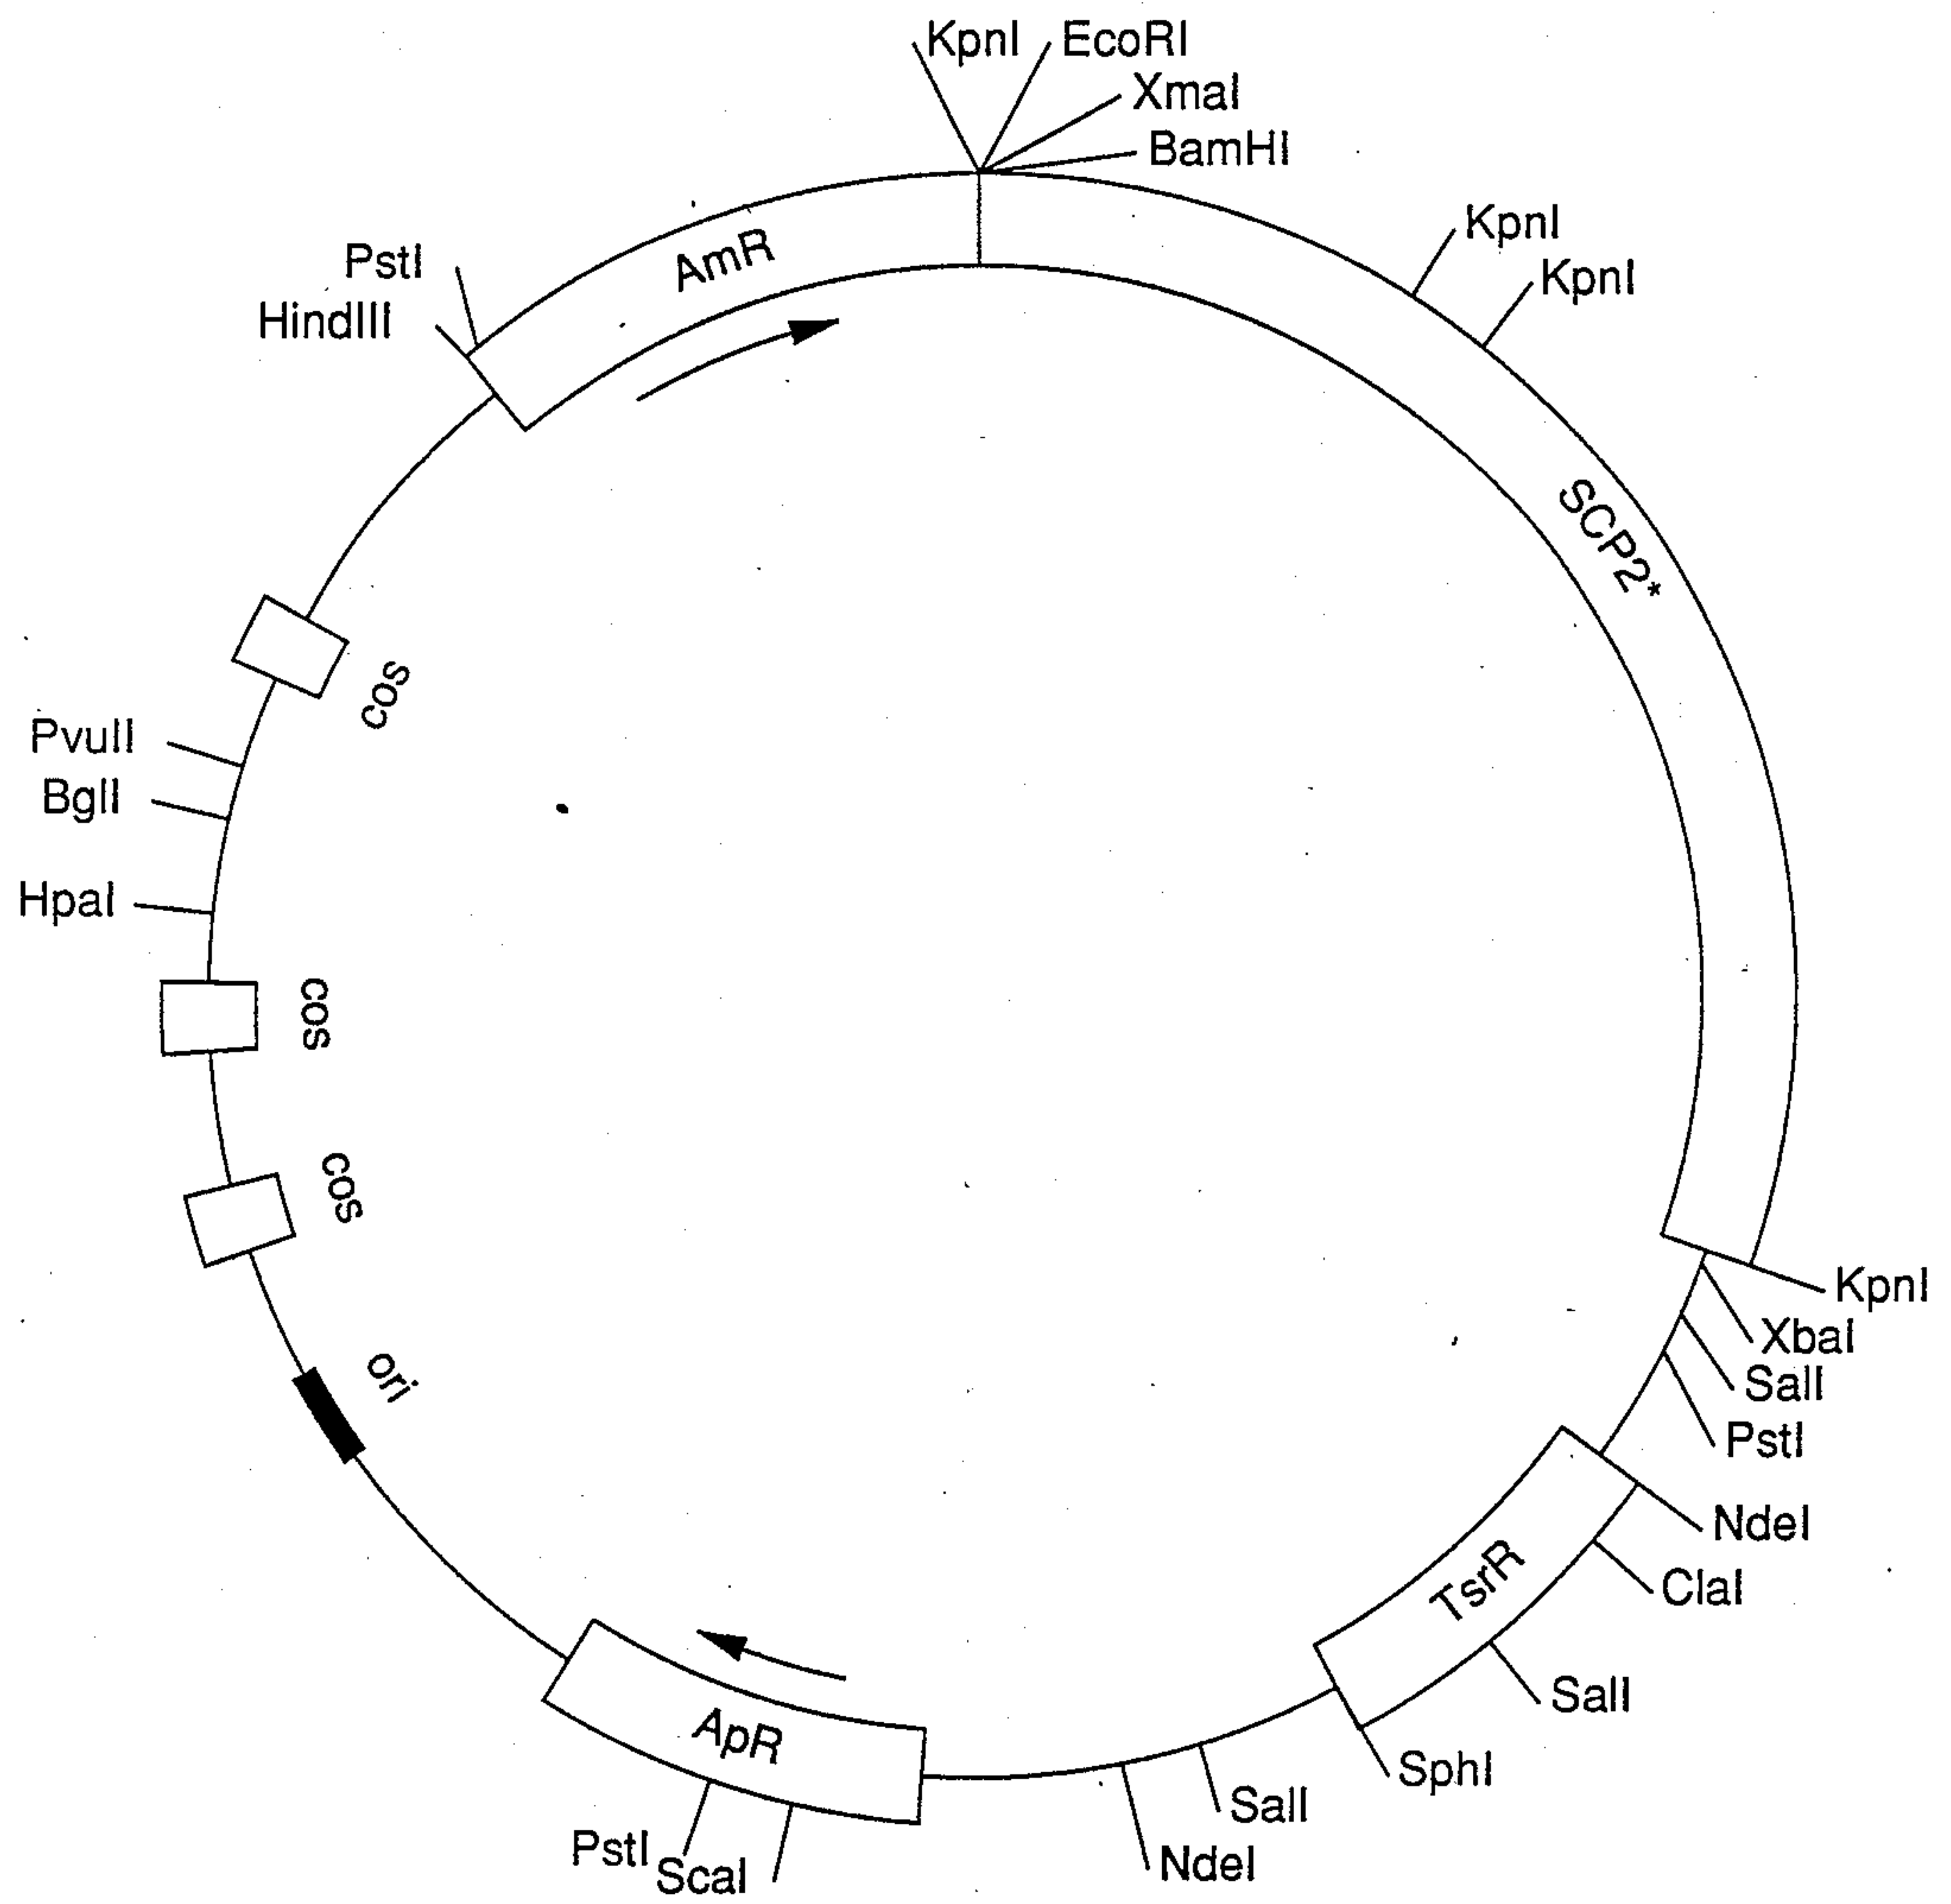 KpnI
EcoRI
XmaI
BamHI
KpnI
KpnI
SCP2*
KpnI
XbaI
SalI
PstI
NdeI
ClaI
TsrR
SalI
SphI
SalI
NdeI
ApR
ScaI
PstI
ori
cos
cos
HpaI
BglI
PvuII
cos
HindIII
PstI
AmR